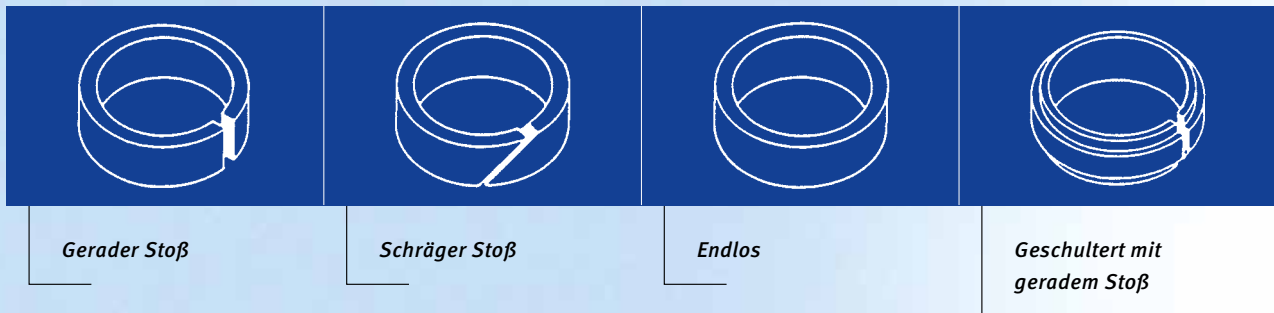 Gerader Stoß
Schräger Stoß
Endlos
Geschultert mit
geradem Stoß